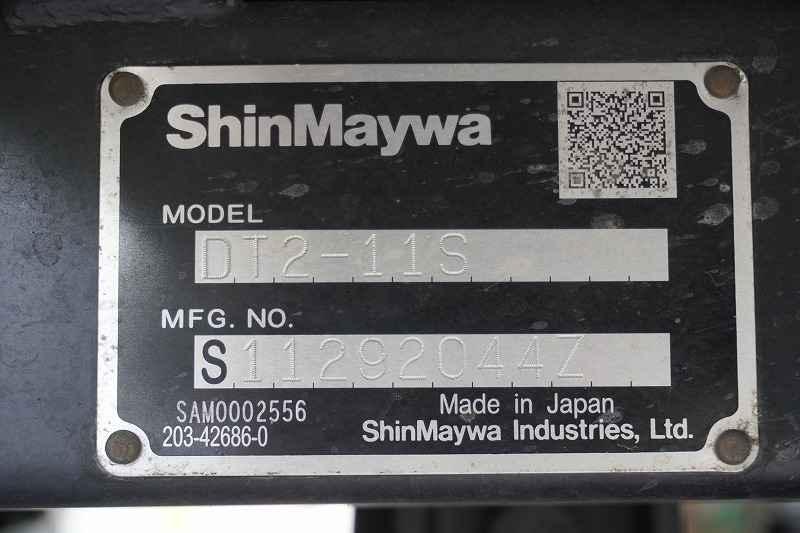 ShinMaywa
MODEL
DT2-11S
MFG. NO.
S11292044Z
SAM0002556
203-42686-0
Made in Japan
ShinMaywa Industries, Ltd.